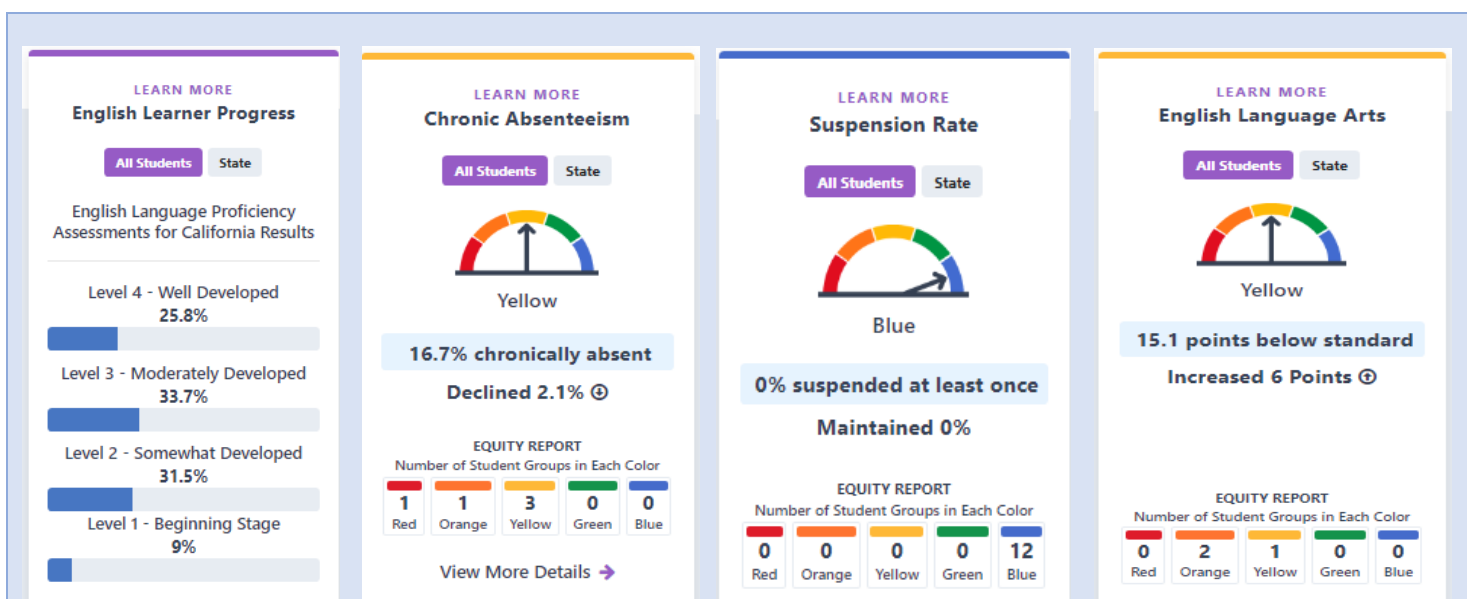 LEARN MORE
English Learner Progress
All Students State
English Language Proficiency
Assessments for California Results
Level 4 - Well Developed
25.8%
Level 3 - Moderately Developed
33.7%
Level 2 - Somewhat Developed
31.5%
Level 1 - Beginning Stage
9%
LEARN MORE
Chronic Absenteeism
All Students State
Yellow
16.7% chronically absent
Declined 2.1%
EQUITY REPORT
Number of Student Groups in Each Color
1 1 3 0 0
Red Orange Yellow Green Blue
View More Details
LEARN MORE
Suspension Rate
All Students State
Blue
0% suspended at least once
Maintained 0%
EQUITY REPORT
Number of Student Groups in Each Color
0 0 0 0 12
Red Orange Yellow Green Blue
LEARN MORE
English Language Arts
All Students State
Yellow
15.1 points below standard
Increased 6 Points
EQUITY REPORT
Number of Student Groups in Each Color
0 2 1 0 0
Red Orange Yellow Green Blue